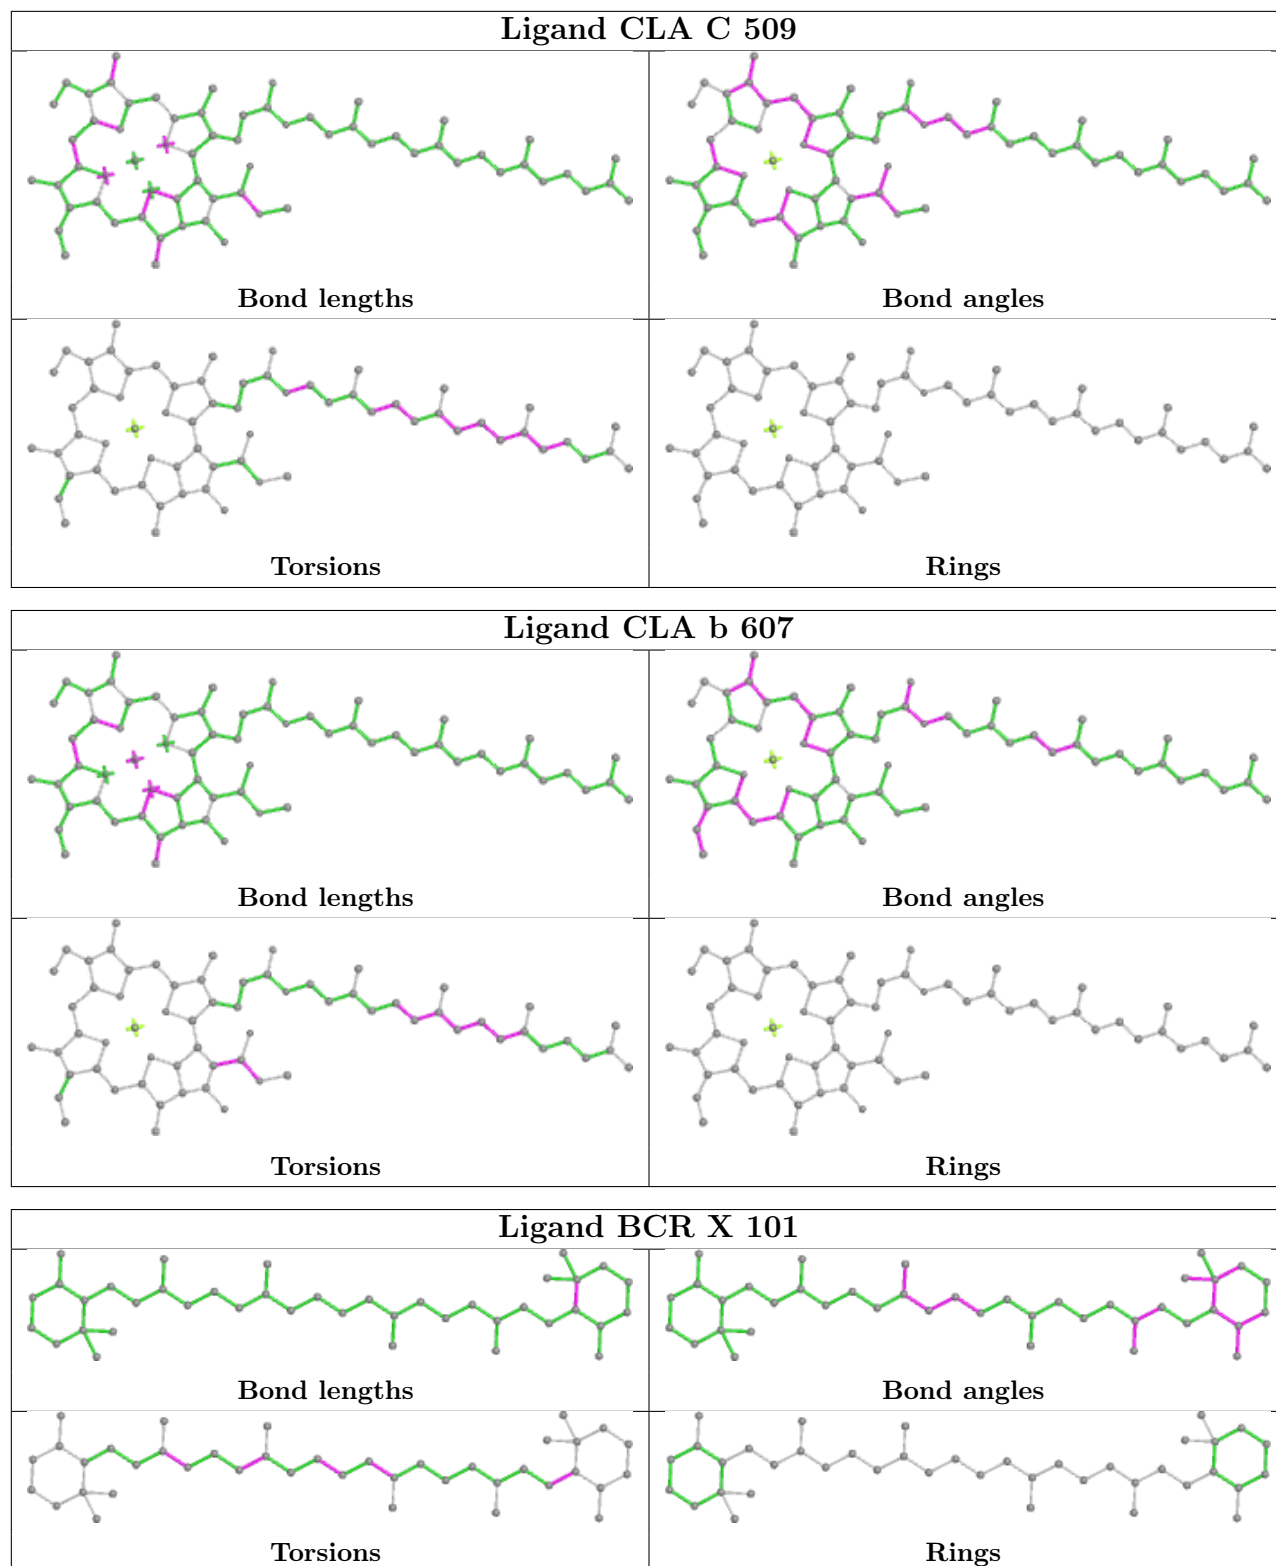 Ligand CLA C 509
Bond lengths
Bond angles
Torsions
Rings
Ligand CLA b 607
Bond lengths
Bond angles
Torsions
Rings
Ligand BCR X 101
Bond lengths
Bond angles
Torsions
Rings